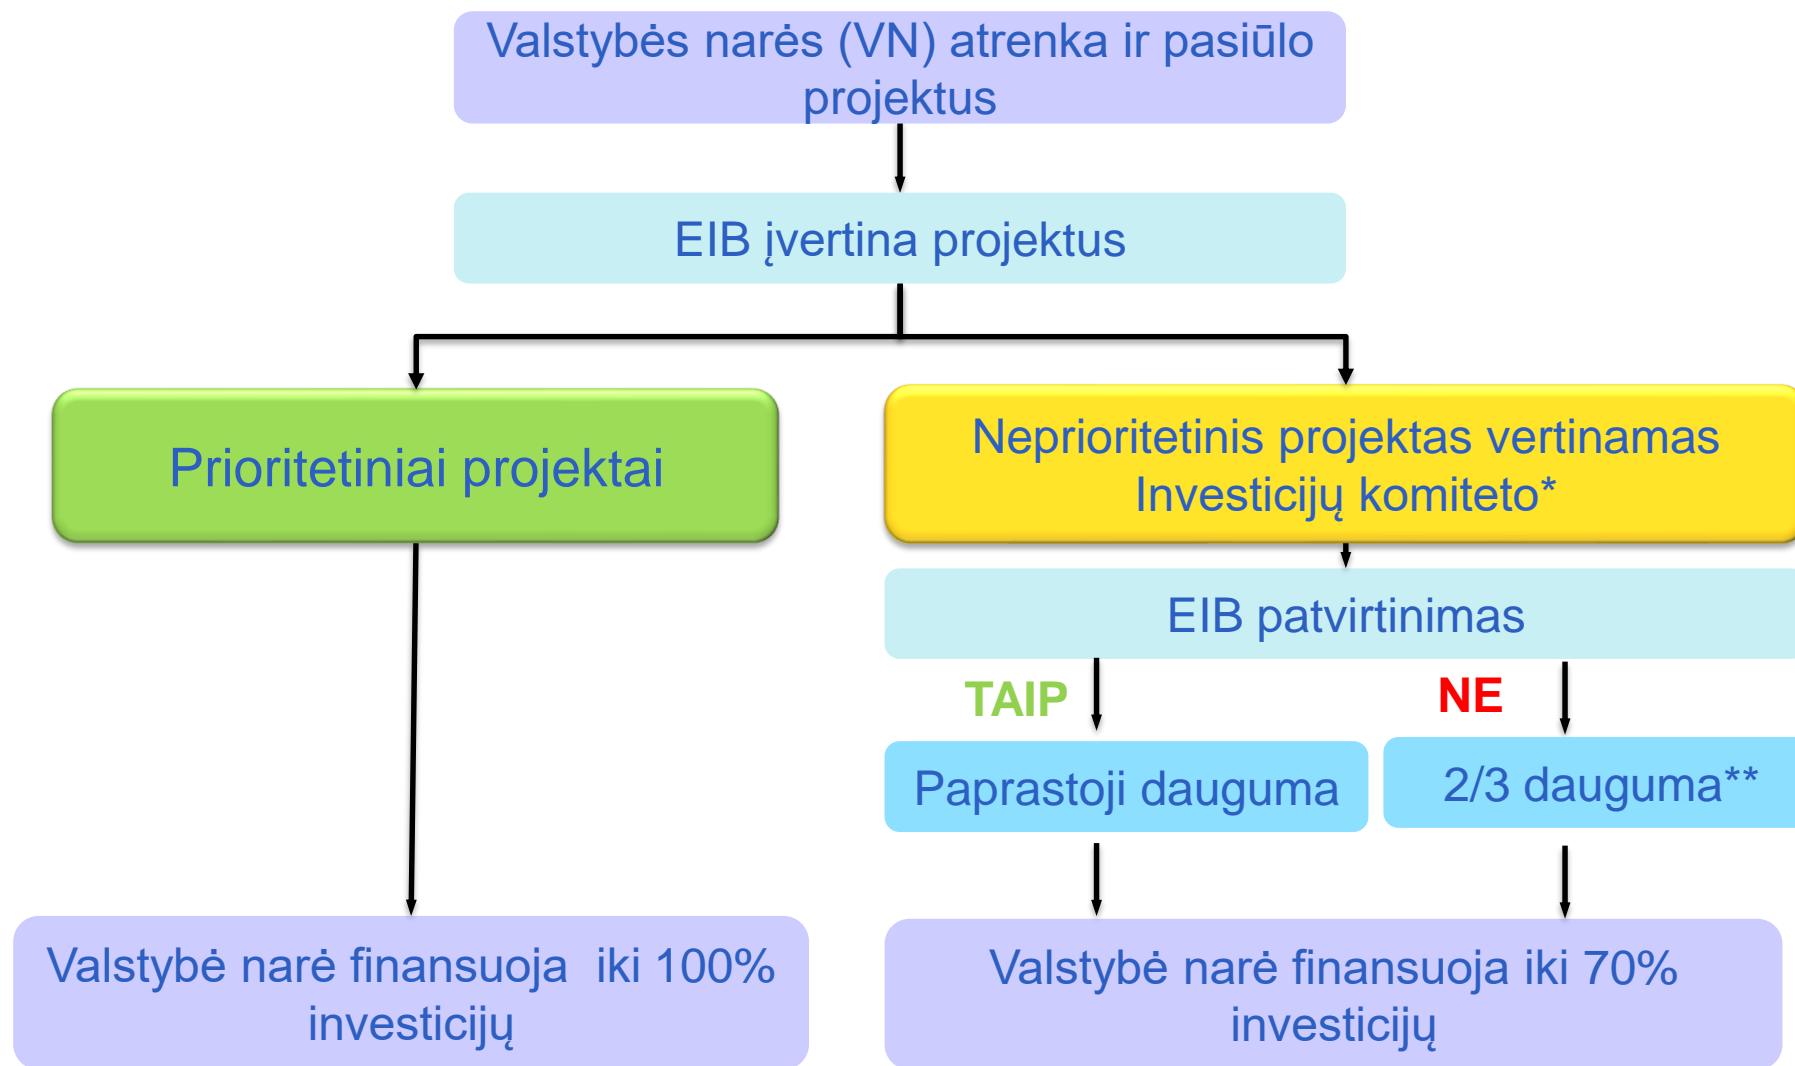 Valstybės narės (VN) atrenka ir pasiūlo
projektus
EIB įvertina projektus
Prioritetiniai projektai
Neprioritetinis projektas vertinamas
Investicijų komiteto*
EIB patvirtinimas
TAIP
NE
Paprastoji dauguma
2/3 dauguma**
Valstybė narė finansuoja  iki 100%
investicijų
Valstybė narė finansuoja iki 70%
investicijų